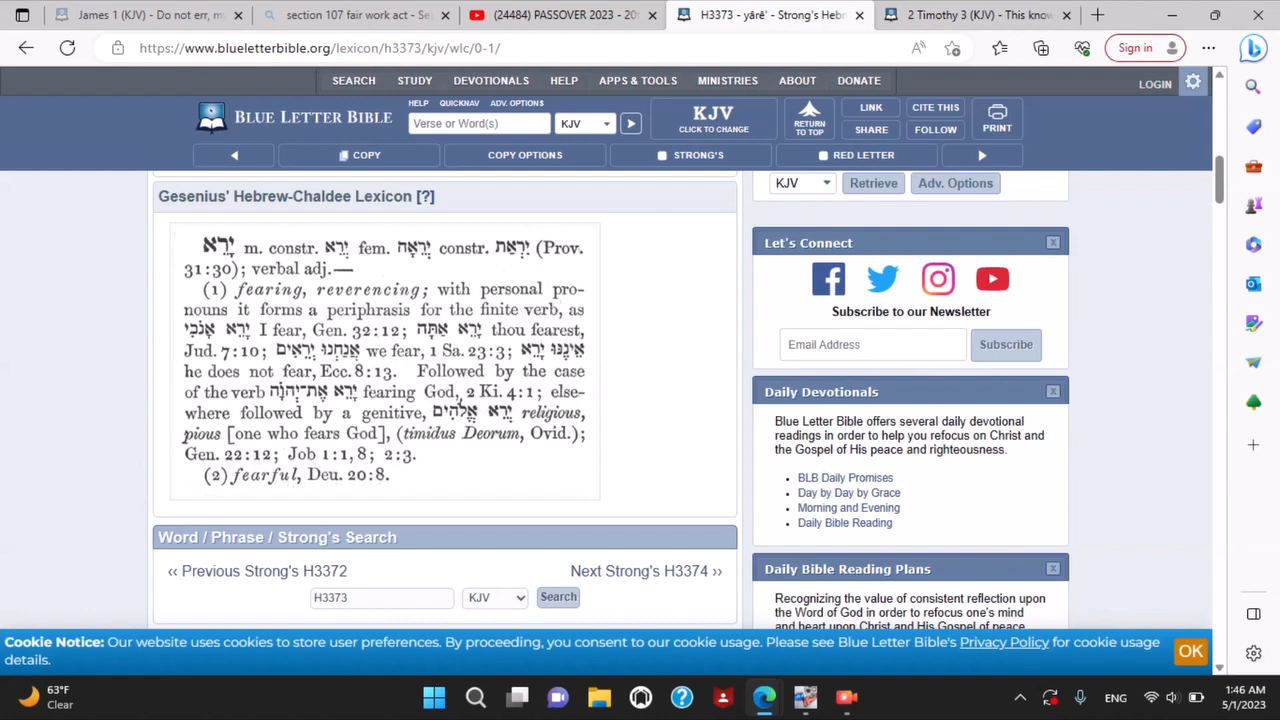 James 1 (KJV) - Do not err, my
section 107 fair work act - Se
(24484) PASSOVER 2023 - 20
H3373 - yārē' - Strong's Hebr
2 Timothy 3 (KJV) - This know
https://www.blueletterbible.org/lexicon/h3373/kjv/wlc/0-1/
Sign in
SEARCH STUDY DEVOTIONALS HELP APPS & TOOLS MINISTRIES ABOUT DONATE
LOGIN
BLUE LETTER BIBLE
HELP QUICKNAV ADV. OPTIONS
Verse or Word(s)
KJV
KJV
CLICK TO CHANGE
RETURN
TO TOP
LINK
CITE THIS
SHARE
FOLLOW
PRINT
COPY
COPY OPTIONS
STRONG'S
RED LETTER
Gesenius' Hebrew-Chaldee Lexicon [?]
יָרֵא m. constr. יְרֵא fem. יְרֵאָה constr. יִרְאַת (Prov.
31:30); verbal adj.—
(1) fearing, reverencing; with personal pro-
nouns it forms a periphrasis for the finite verb, as
יָרֵא אָנֹכִי I fear, Gen. 32:12; יָרֵא אַתָּה thou fearest,
Jud. 7:10; אֲנַחְנוּ יְרֵאִים we fear, 1 Sa. 23:3; אֵינֶנּוּ יָרֵא
he does not fear, Ecc. 8:13. Followed by the case
of the verb יָרֵא אֶת־יְהוָֹה fearing God, 2 Ki. 4:1; else-
where followed by a genitive, יְרֵא אֱלֹהִים religious,
pious [one who fears God], (timidus Deorum, Ovid.);
Gen. 22:12; Job 1:1, 8; 2:3.
(2) fearful, Deu. 20:8.
Word / Phrase / Strong's Search
‹‹ Previous Strong's H3372
Next Strong's H3374 ››
H3373
KJV
Search
KJV
Retrieve
Adv. Options
Let's Connect
Subscribe to our Newsletter
Email Address
Subscribe
Daily Devotionals
Blue Letter Bible offers several daily devotional
readings in order to help you refocus on Christ and
the Gospel of His peace and righteousness.
BLB Daily Promises
Day by Day by Grace
Morning and Evening
Daily Bible Reading
Daily Bible Reading Plans
Recognizing the value of consistent reflection upon
the Word of God in order to refocus one's mind
and heart upon Christ and His Gospel of peace
Cookie Notice: Our website uses cookies to store user preferences. By proceeding, you consent to our cookie usage. Please see Blue Letter Bible's Privacy Policy for cookie usage
details.
OK
63°F
Clear
ENG
1:46 AM
5/1/2023